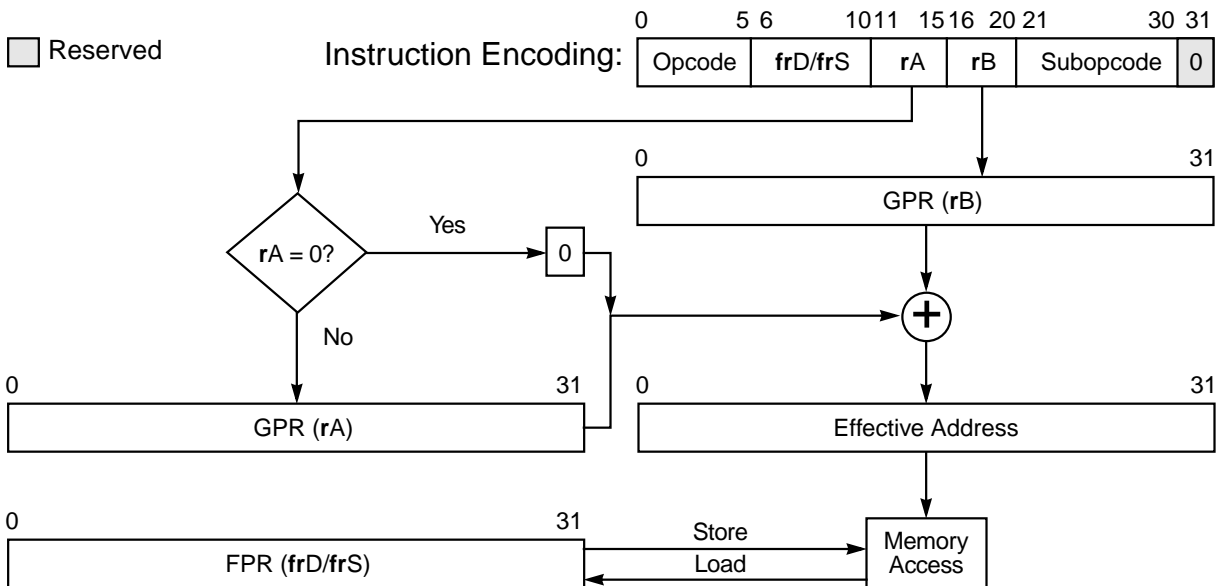 0 5 6 10 11 15 16 20 21 30 31
Reserved
Instruction Encoding:
Opcode frD/frS rA rB Subopcode 0
0 31
GPR (rB)
Yes
rA = 0?
0
+
No
0 31
GPR (rA)
0 31
Effective Address
0 31
FPR (frD/frS)
Store
Load
Memory
Access